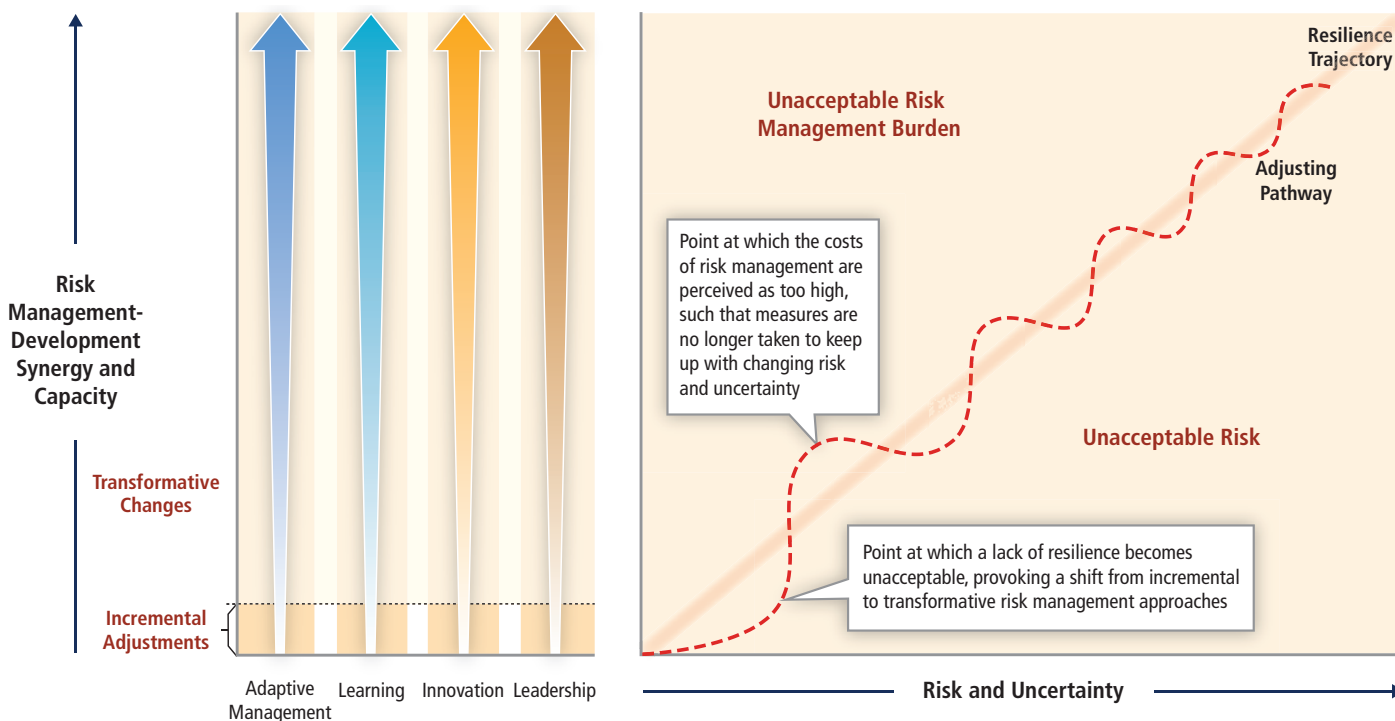 Risk
Management-
Development
Synergy and
Capacity
Transformative
Changes
Incremental
Adjustments
Adaptive
Management
Learning
Innovation
Leadership
Resilience
Trajectory
Unacceptable Risk
Management Burden
Adjusting
Pathway
Point at which the costs
of risk management are
perceived as too high,
such that measures are
no longer taken to keep
up with changing risk
and uncertainty
Unacceptable Risk
Point at which a lack of resilience becomes
unacceptable, provoking a shift from incremental
to transformative risk management approaches
Risk and Uncertainty